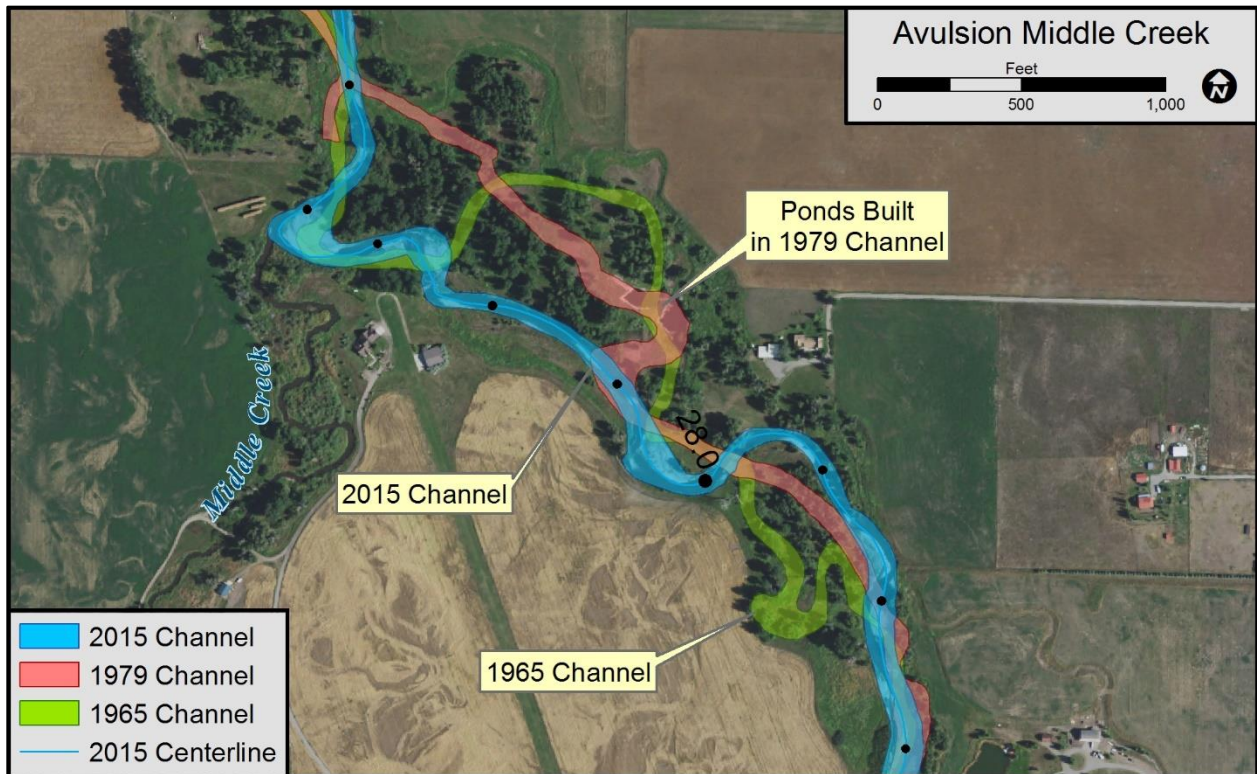 Avulsion Middle Creek
Feet
0 500 1,000
N
Ponds Built
in 1979 Channel
28.0
2015 Channel
Middle Creek
1965 Channel
2015 Channel
1979 Channel
1965 Channel
2015 Centerline